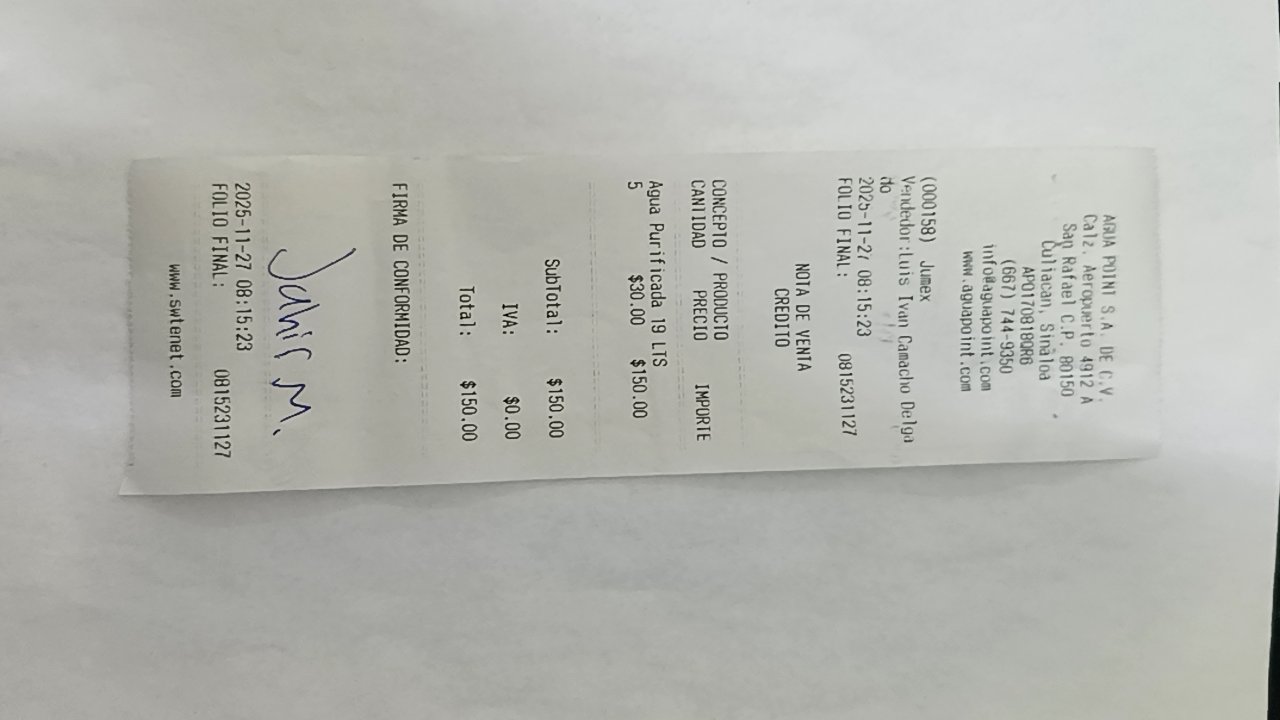 AGUA POINT S.A. DE C.V.
Calz. Aeropuerto 4912 A
San Rafael C.P. 80150
Culiacan, Sinaloa
APO170818QR6
(667) 744-9350
info@aguapoint.com
www.aguapoint.com
(000158) Jumex
Vendedor:Luis Ivan Camacho Delga
do
2025-11-27 08:15:23
FOLIO FINAL: 0815231127
NOTA DE VENTA
CREDITO
CONCEPTO / PRODUCTO
CANTIDAD PRECIO IMPORTE
Agua Purificada 19 LTS
5 $30.00 $150.00
SubTotal: $150.00
IVA: $0.00
Total: $150.00
FIRMA DE CONFORMIDAD:
Jahir M.
2025-11-27 08:15:23
FOLIO FINAL: 0815231127
www.swtenet.com